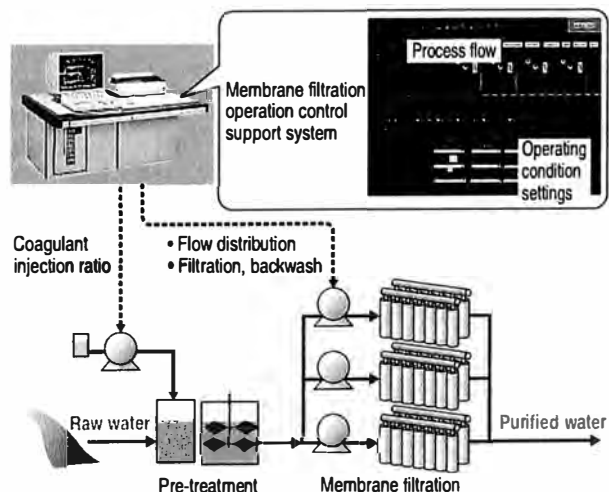 Process flow
Membrane filtration
operation control
support system
Operating
condition
settings
Coagulant
injection ratio
• Flow distribution
• Filtration, backwash
Raw water
Purified water
Pre-treatment
Membrane filtration